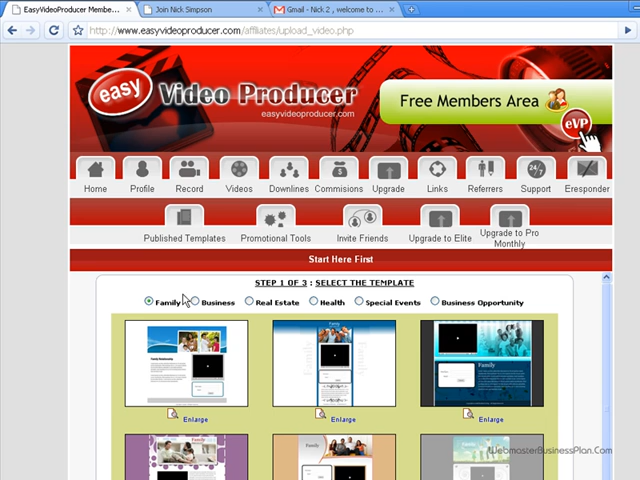 EasyVideoProducer Membe...
Join Nick Simpson
Gmail - Nick 2 , welcome to ...
http://www.easyvideoproducer.com/affiliates/upload_video.php
easy Video Producer
easyvideoproducer.com
Free Members Area
eVP
24/7
Home Profile Record Videos Downlines Commisions Upgrade Links Referrers Support Eresponder
Published Templates Promotional Tools Invite Friends Upgrade to Elite Upgrade to Pro Monthly
Start Here First
STEP 1 OF 3 : SELECT THE TEMPLATE
Family Business Real Estate Health Special Events Business Opportunity
Family
Family
Enlarge Enlarge Enlarge
Family
Family
WebmasterBusinessPlan.Com